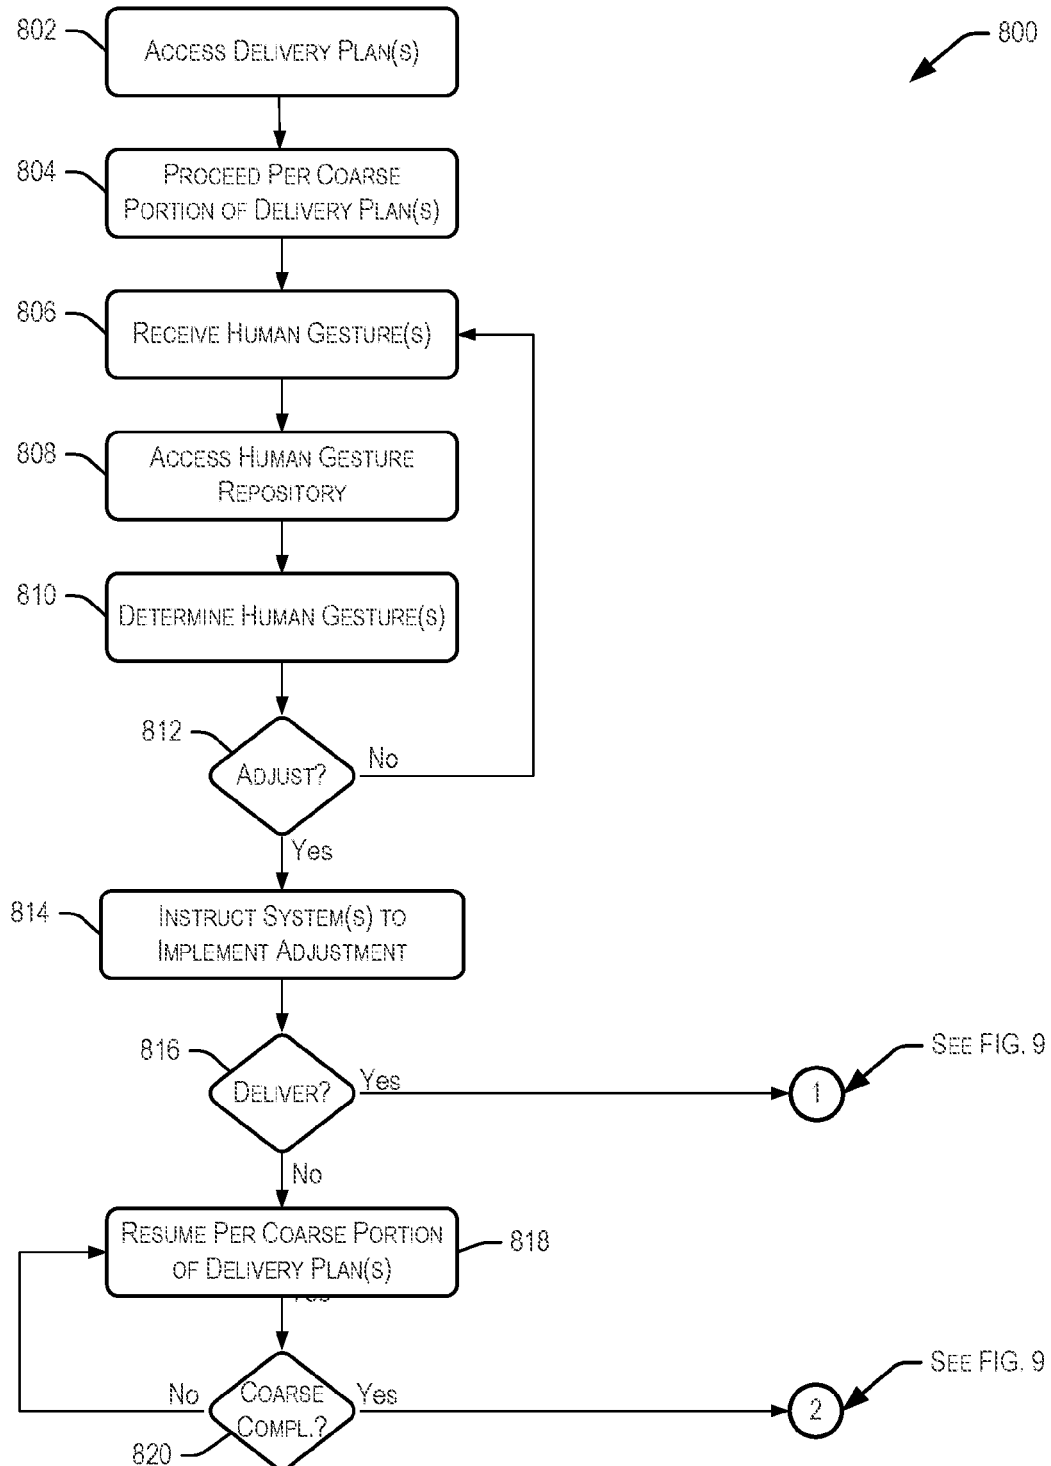 802
ACCESS DELIVERY PLAN(S)
800
804
PROCEED PER COARSE
PORTION OF DELIVERY PLAN(S)
806
RECEIVE HUMAN GESTURE(S)
808
ACCESS HUMAN GESTURE
REPOSITORY
810
DETERMINE HUMAN GESTURE(S)
812
ADJUST?
No
Yes
814
INSTRUCT SYSTEM(S) TO
IMPLEMENT ADJUSTMENT
816
DELIVER?
Yes
1
SEE FIG. 9
No
RESUME PER COARSE PORTION
OF DELIVERY PLAN(S)
818
No
COARSE
COMPL.?
Yes
2
SEE FIG. 9
820